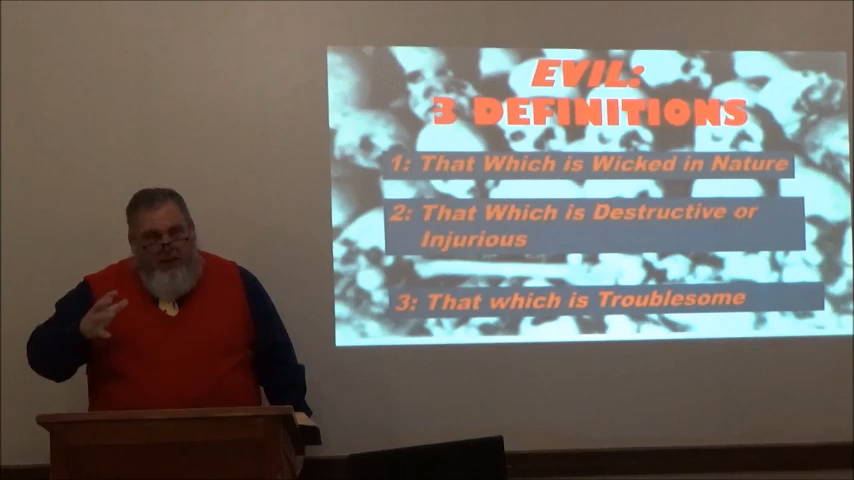 EVIL:
3 DEFINITIONS
1: That Which is Wicked in Nature
2: That Which is Destructive or
Injurious
3: That which is Troublesome